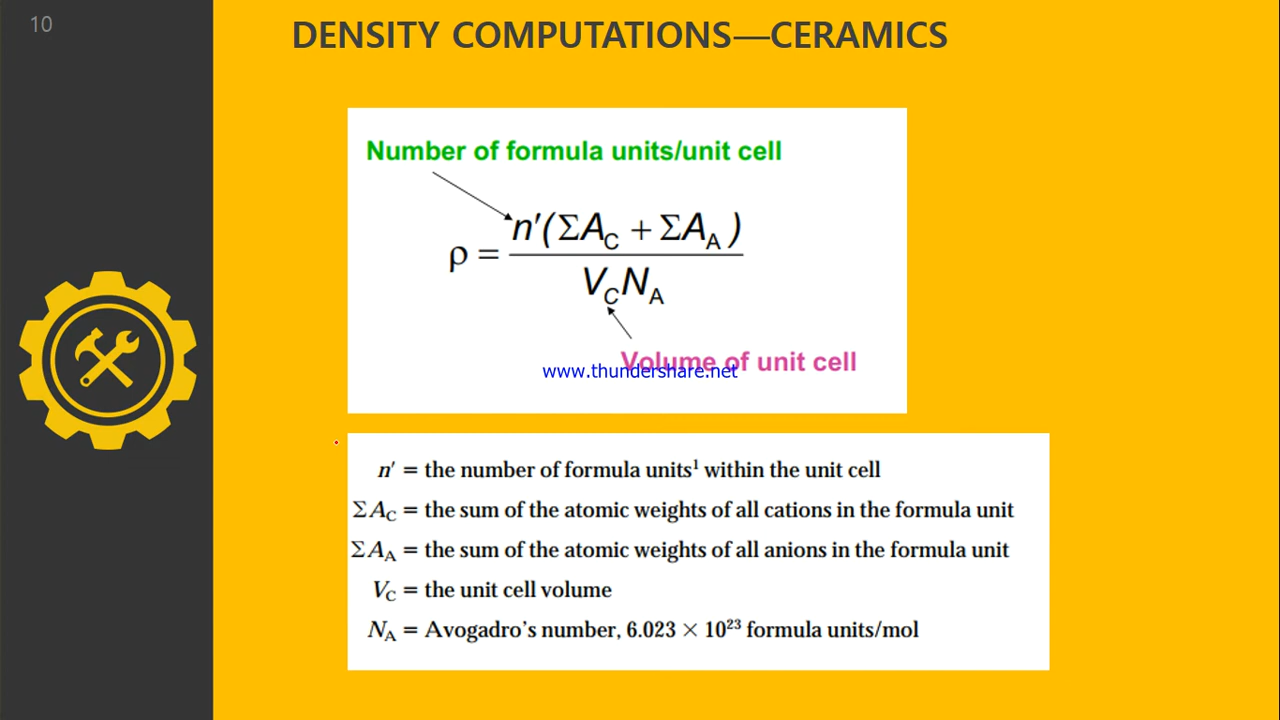 10
DENSITY COMPUTATIONS—CERAMICS
Number of formula units/unit cell
ρ = n′(ΣA_C + ΣA_A) / V_C N_A
Volume of unit cell
www.thundershare.net
n′ = the number of formula units¹ within the unit cell
ΣA_C = the sum of the atomic weights of all cations in the formula unit
ΣA_A = the sum of the atomic weights of all anions in the formula unit
V_C = the unit cell volume
N_A = Avogadro's number, 6.023 × 10²³ formula units/mol